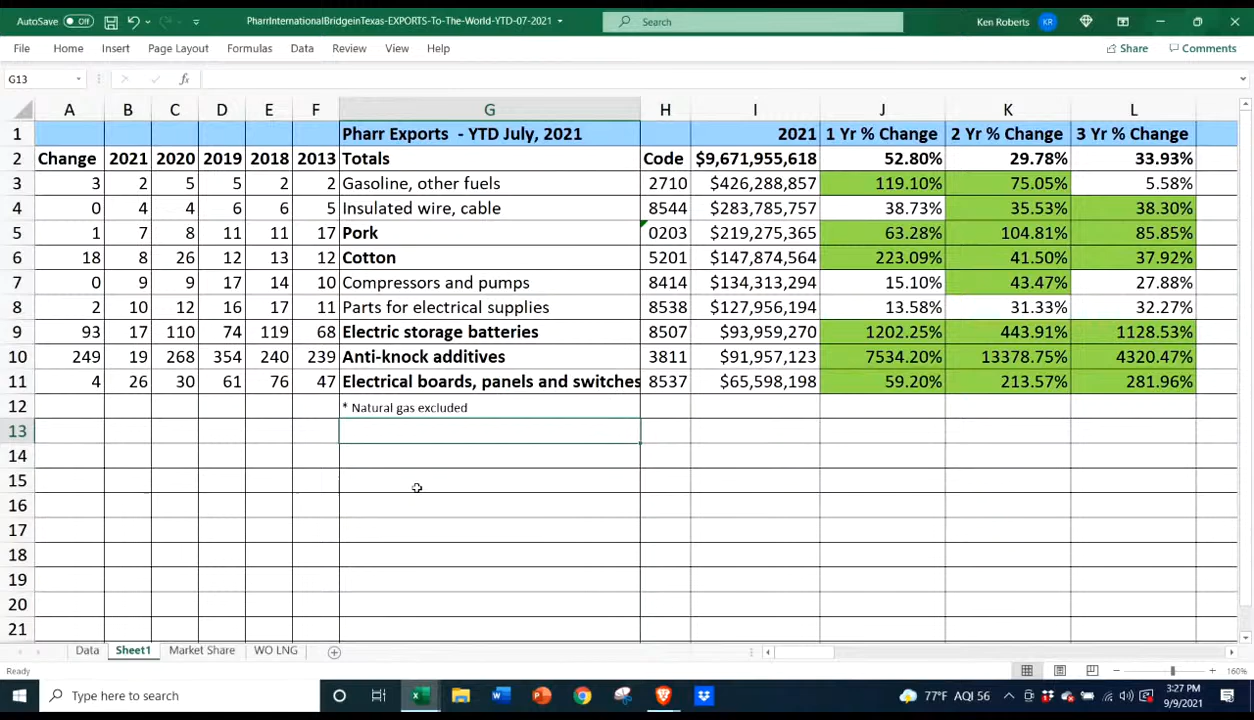 AutoSave Off PharrInternationalBridgeinTexas-EXPORTS-To-The-World-YTD-07-2021 Search Ken Roberts KR
File Home Insert Page Layout Formulas Data Review View Help Share Comments
G13 fx
A B C D E F G H I J K L
1 Pharr Exports - YTD July, 2021 2021 1 Yr % Change 2 Yr % Change 3 Yr % Change
2 Change 2021 2020 2019 2018 2013 Totals Code $9,671,955,618 52.80% 29.78% 33.93%
3 3 2 5 5 2 2 Gasoline, other fuels 2710 $426,288,857 119.10% 75.05% 5.58%
4 0 4 4 6 6 5 Insulated wire, cable 8544 $283,785,757 38.73% 35.53% 38.30%
5 1 7 8 11 11 17 Pork 0203 $219,275,365 63.28% 104.81% 85.85%
6 18 8 26 12 13 12 Cotton 5201 $147,874,564 223.09% 41.50% 37.92%
7 0 9 9 17 14 10 Compressors and pumps 8414 $134,313,294 15.10% 43.47% 27.88%
8 2 10 12 16 17 11 Parts for electrical supplies 8538 $127,956,194 13.58% 31.33% 32.27%
9 93 17 110 74 119 68 Electric storage batteries 8507 $93,959,270 1202.25% 443.91% 1128.53%
10 249 19 268 354 240 239 Anti-knock additives 3811 $91,957,123 7534.20% 13378.75% 4320.47%
11 4 26 30 61 76 47 Electrical boards, panels and switches 8537 $65,598,198 59.20% 213.57% 281.96%
12 * Natural gas excluded
13
14
15
16
17
18
19
20
21
Data Sheet1 Market Share WO LNG
Ready 160%
Type here to search 77°F AQI 56 3:27 PM
9/9/2021